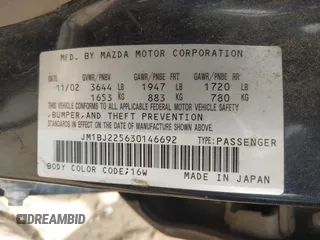 MFD. BY MAZDA MOTOR CORPORATION
DATE GVWR/PNBV GAWR/PNBE FRT GAWR/PNBE RR
11/02 3644 LB 1947 LB 1720 LB
1653 KG 883 KG 780 KG
THIS VEHICLE CONFORMS TO ALL APPLICABLE FEDERAL MOTOR VEHICLE SAFETY
,BUMPER,AND THEFT PREVENTION
STANDARDS IN EFFECT ON THE DATE OF MANUFACTURE SHOWN ABOVE.
JM1BJ225630146692 TYPE:PASSENGER
BODY COLOR CODE;16W MADE IN JAPAN
DREAMBID